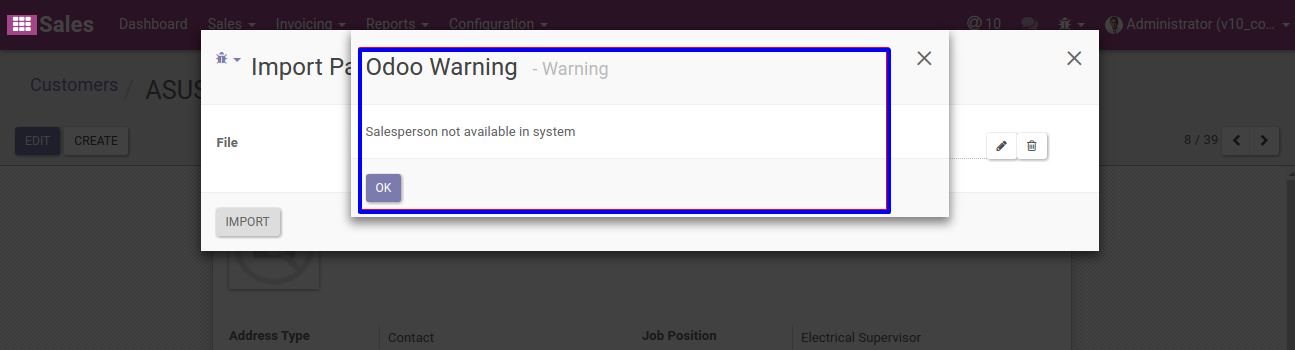 Sales Dashboard Sales Invoicing Reports Configuration @ 10 Administrator (v10_co...
Import Pa
Odoo Warning - Warning
Customers / ASUS
Salesperson not available in system
File
EDIT CREATE
8 / 39
OK
IMPORT
Address Type Contact Job Position Electrical Supervisor